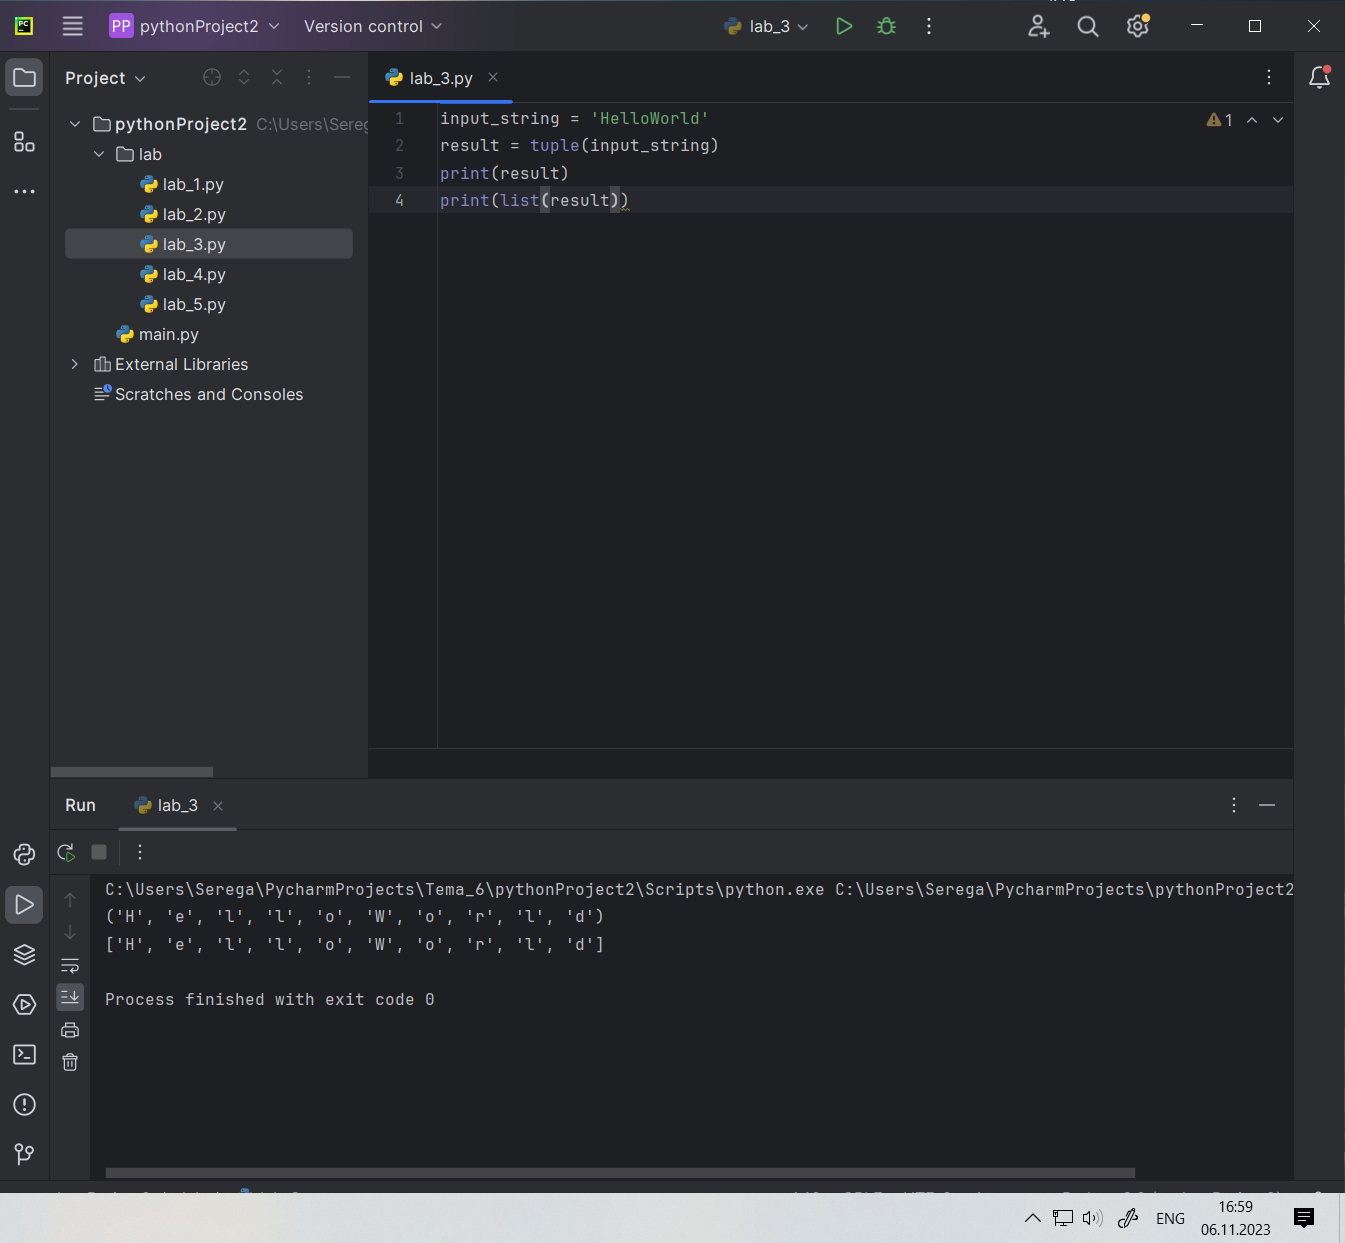 PC
PP pythonProject2 Version control lab_3
Project
pythonProject2 C:\Users\Sereg
lab
lab_1.py
lab_2.py
lab_3.py
lab_4.py
lab_5.py
main.py
External Libraries
Scratches and Consoles
lab_3.py
1 input_string = 'HelloWorld' 1
2 result = tuple(input_string)
3 print(result)
4 print(list(result))
Run lab_3
C:\Users\Serega\PycharmProjects\Tema_6\pythonProject2\Scripts\python.exe C:\Users\Serega\PycharmProjects\pythonProject2
('H', 'e', 'l', 'l', 'o', 'W', 'o', 'r', 'l', 'd')
['H', 'e', 'l', 'l', 'o', 'W', 'o', 'r', 'l', 'd']
Process finished with exit code 0
ENG
16:59
06.11.2023